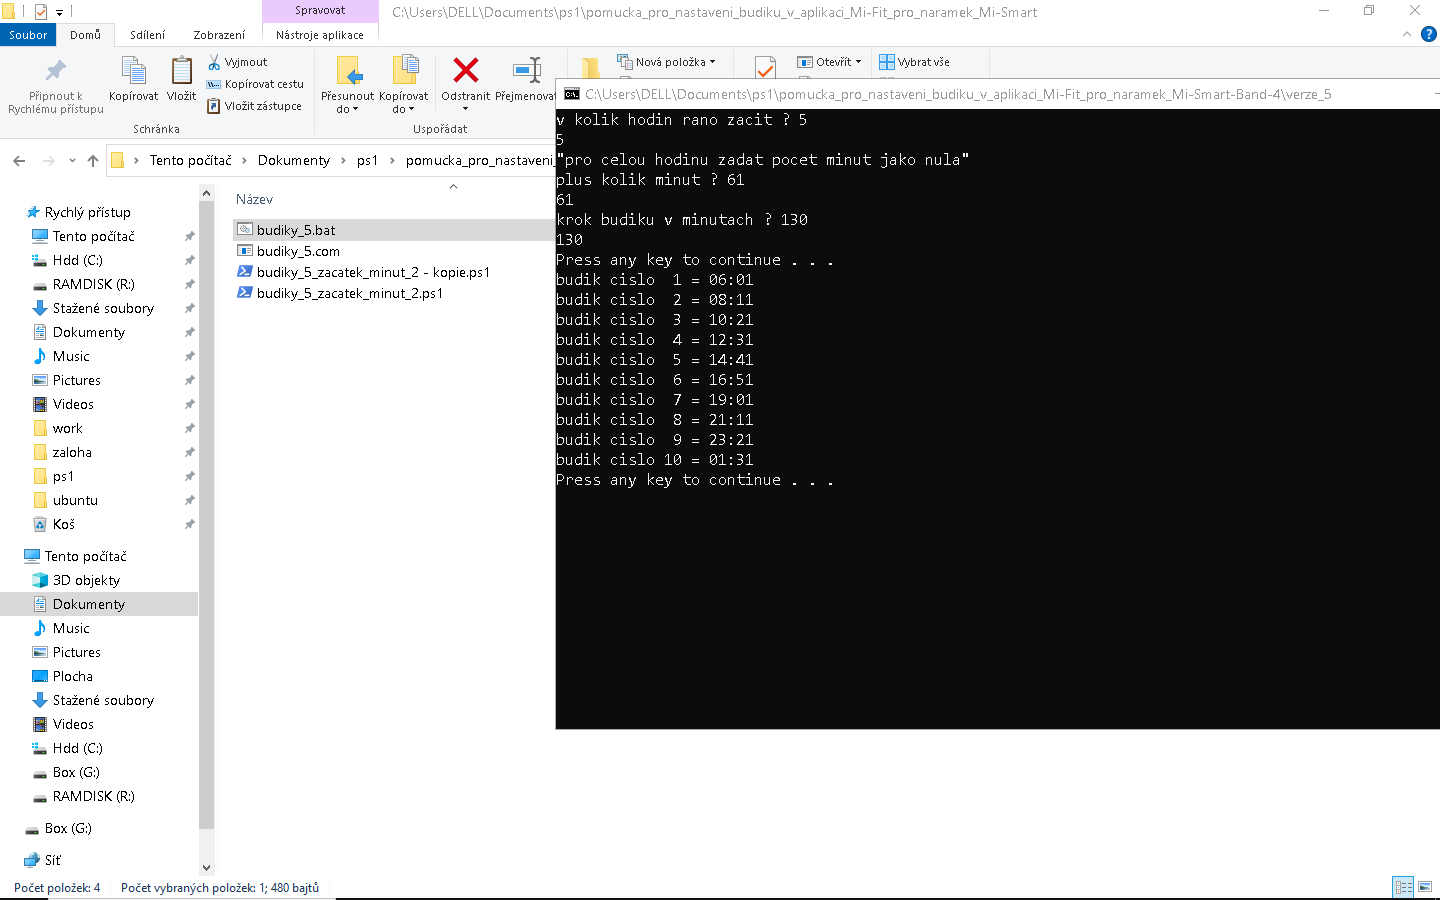 Spravovat
C:\Users\DELL\Documents\ps1\pomucka_pro_nastaveni_budiku_v_aplikaci_Mi-Fit_pro_naramek_Mi-Smart
Soubor
Domů
Sdílení
Zobrazení
Nástroje aplikace
Připnout k
Rychlému přístupu
Kopírovat
Vložit
Vyjmout
Kopírovat cestu
Vložit zástupce
Schránka
Přesunout
do
Kopírovat
do
Odstranit
Přejmenovat
Uspořádat
Nová položka
Otevřít
Vybrat vše
Tento počítač
Dokumenty
ps1
pomucka_pro_nastaveni_
Název
budiky_5.bat
budiky_5.com
budiky_5_zacatek_minut_2 - kopie.ps1
budiky_5_zacatek_minut_2.ps1
Rychlý přístup
Tento počítač
Hdd (C:)
RAMDISK (R:)
Stažené soubory
Dokumenty
Music
Pictures
Videos
work
zaloha
ps1
ubuntu
Koš
Tento počítač
3D objekty
Dokumenty
Music
Pictures
Plocha
Stažené soubory
Videos
Hdd (C:)
Box (G:)
RAMDISK (R:)
Box (G:)
Síť
C:\Users\DELL\Documents\ps1\pomucka_pro_nastaveni_budiku_v_aplikaci_Mi-Fit_pro_naramek_Mi-Smart-Band-4\verze_5
v kolik hodin rano zacit ? 5
5
"pro celou hodinu zadat pocet minut jako nula"
plus kolik minut ? 61
61
krok budiku v minutach ? 130
130
Press any key to continue . . .
budik cislo  1 = 06:01
budik cislo  2 = 08:11
budik cislo  3 = 10:21
budik cislo  4 = 12:31
budik cislo  5 = 14:41
budik cislo  6 = 16:51
budik cislo  7 = 19:01
budik cislo  8 = 21:11
budik cislo  9 = 23:21
budik cislo 10 = 01:31
Press any key to continue . . .
Počet položek: 4
Počet vybraných položek: 1; 480 bajtů